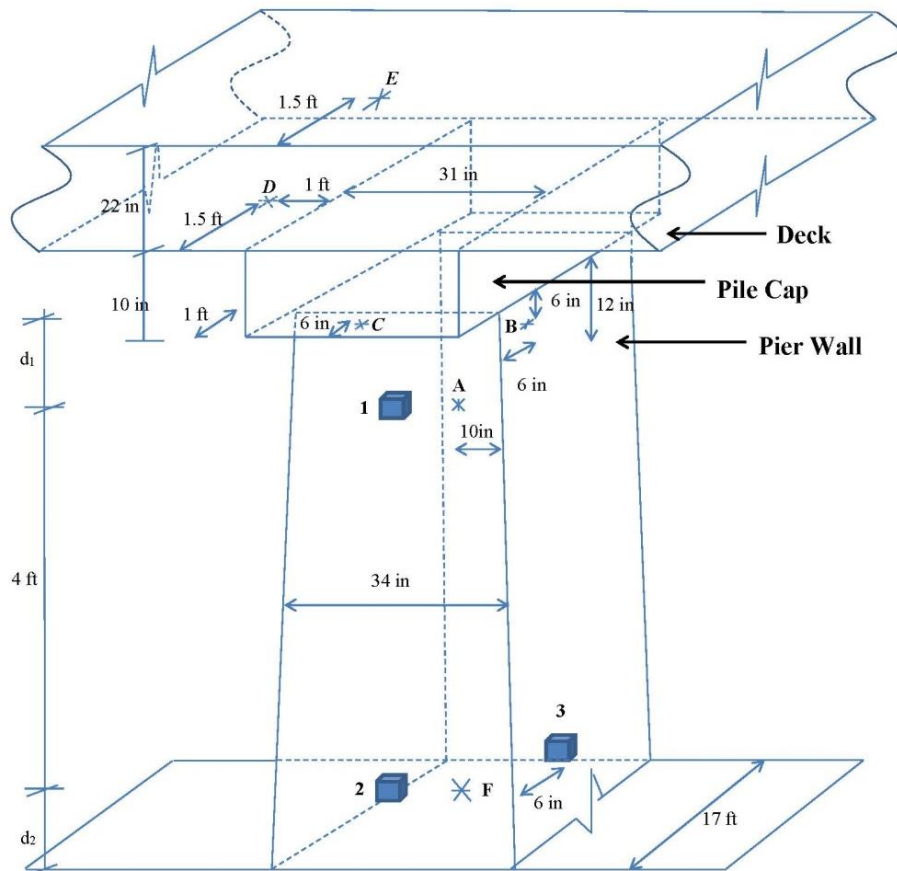 E
1.5 ft
D
1 ft
31 in
22 in
1.5 ft
Deck
Pile Cap
10 in
1 ft
6 in
C
B
6 in
12 in
Pier Wall
d1
6 in
1
A
10in
4 ft
34 in
3
2
F
6 in
17 ft
d2